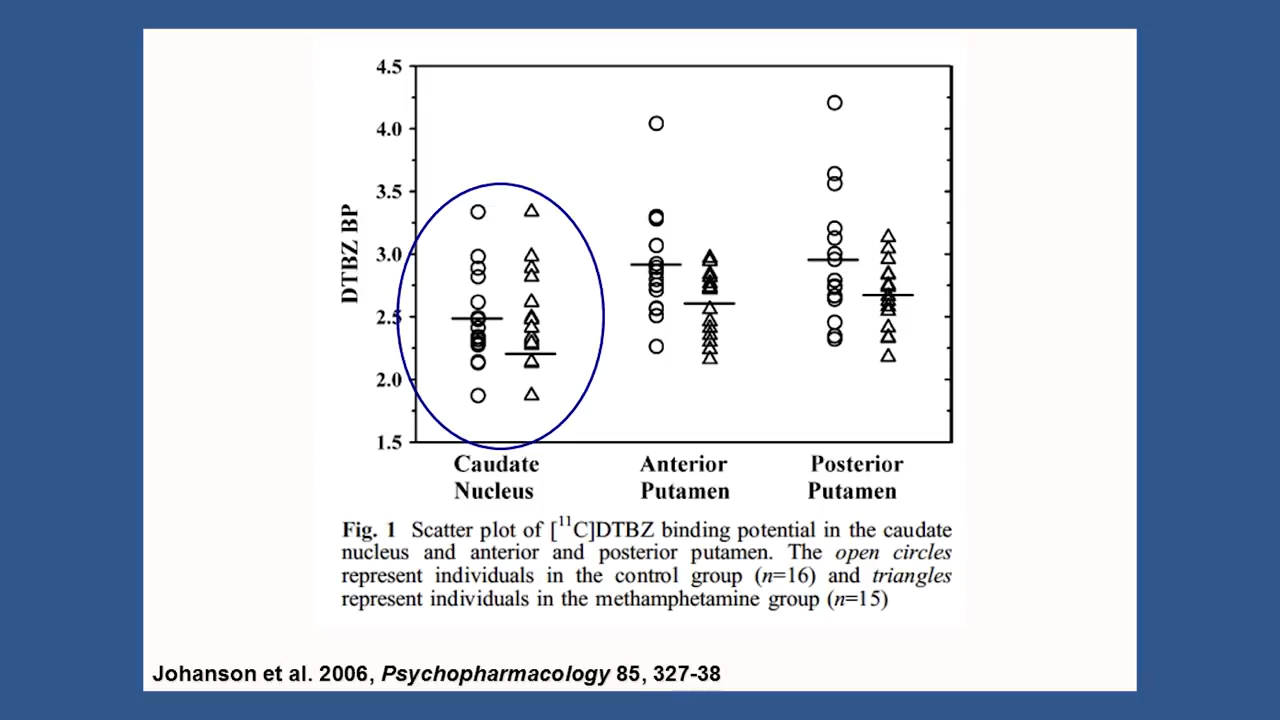 4.5
4.0
3.5
3.0
2.5
2.0
1.5
DTBZ BP
Caudate
Nucleus
Anterior
Putamen
Posterior
Putamen
Fig. 1 Scatter plot of [11C]DTBZ binding potential in the caudate
nucleus and anterior and posterior putamen. The open circles
represent individuals in the control group (n=16) and triangles
represent individuals in the methamphetamine group (n=15)
Johanson et al. 2006, Psychopharmacology 85, 327-38